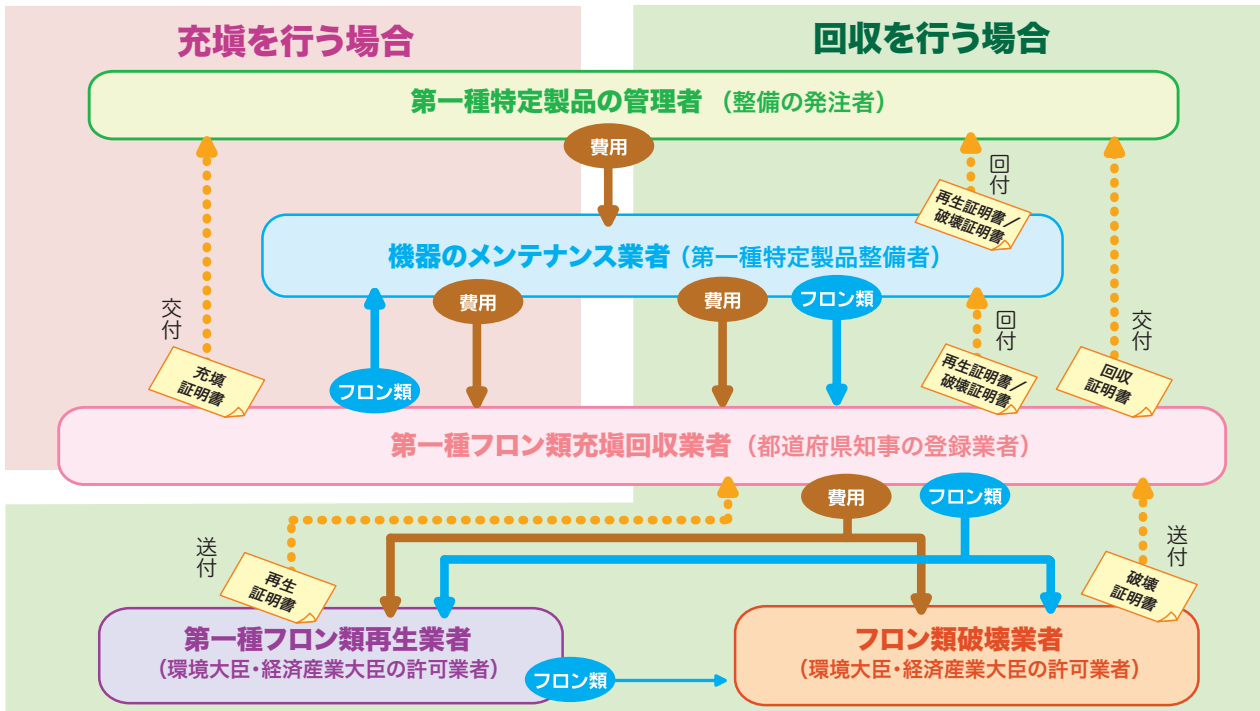 充塡を行う場合
回収を行う場合
第一種特定製品の管理者 （整備の発注者）
費用
回付
再生証明書／
破壊証明書
機器のメンテナンス業者（第一種特定製品整備者）
交付
充塡
証明書
フロン類
費用
費用
フロン類
回付
再生証明書／
破壊証明書
交付
回収
証明書
第一種フロン類充塡回収業者 （都道府県知事の登録業者）
費用
フロン類
送付
再生
証明書
送付
破壊
証明書
第一種フロン類再生業者
（環境大臣・経済産業大臣の許可業者）
フロン類
フロン類破壊業者
（環境大臣・経済産業大臣の許可業者）